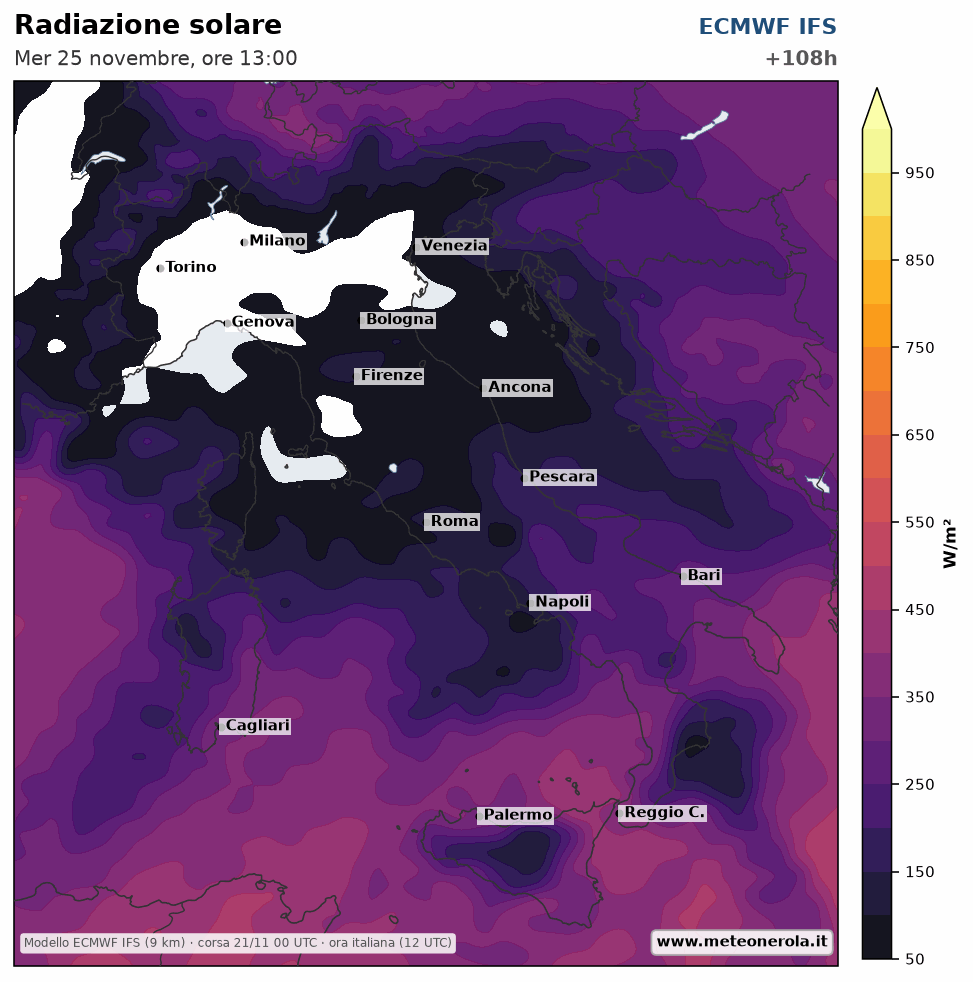 Radiazione solare
ECMWF IFS
Mer 25 novembre, ore 13:00
+108h
Milano
Venezia
Torino
Genova
Bologna
Firenze
Ancona
Pescara
Roma
Bari
Napoli
Cagliari
Palermo
Reggio C.
950
850
750
650
550
450
350
250
150
50
W/m²
Modello ECMWF IFS (9 km) · corsa 21/11 00 UTC · ora italiana (12 UTC)
www.meteonerola.it